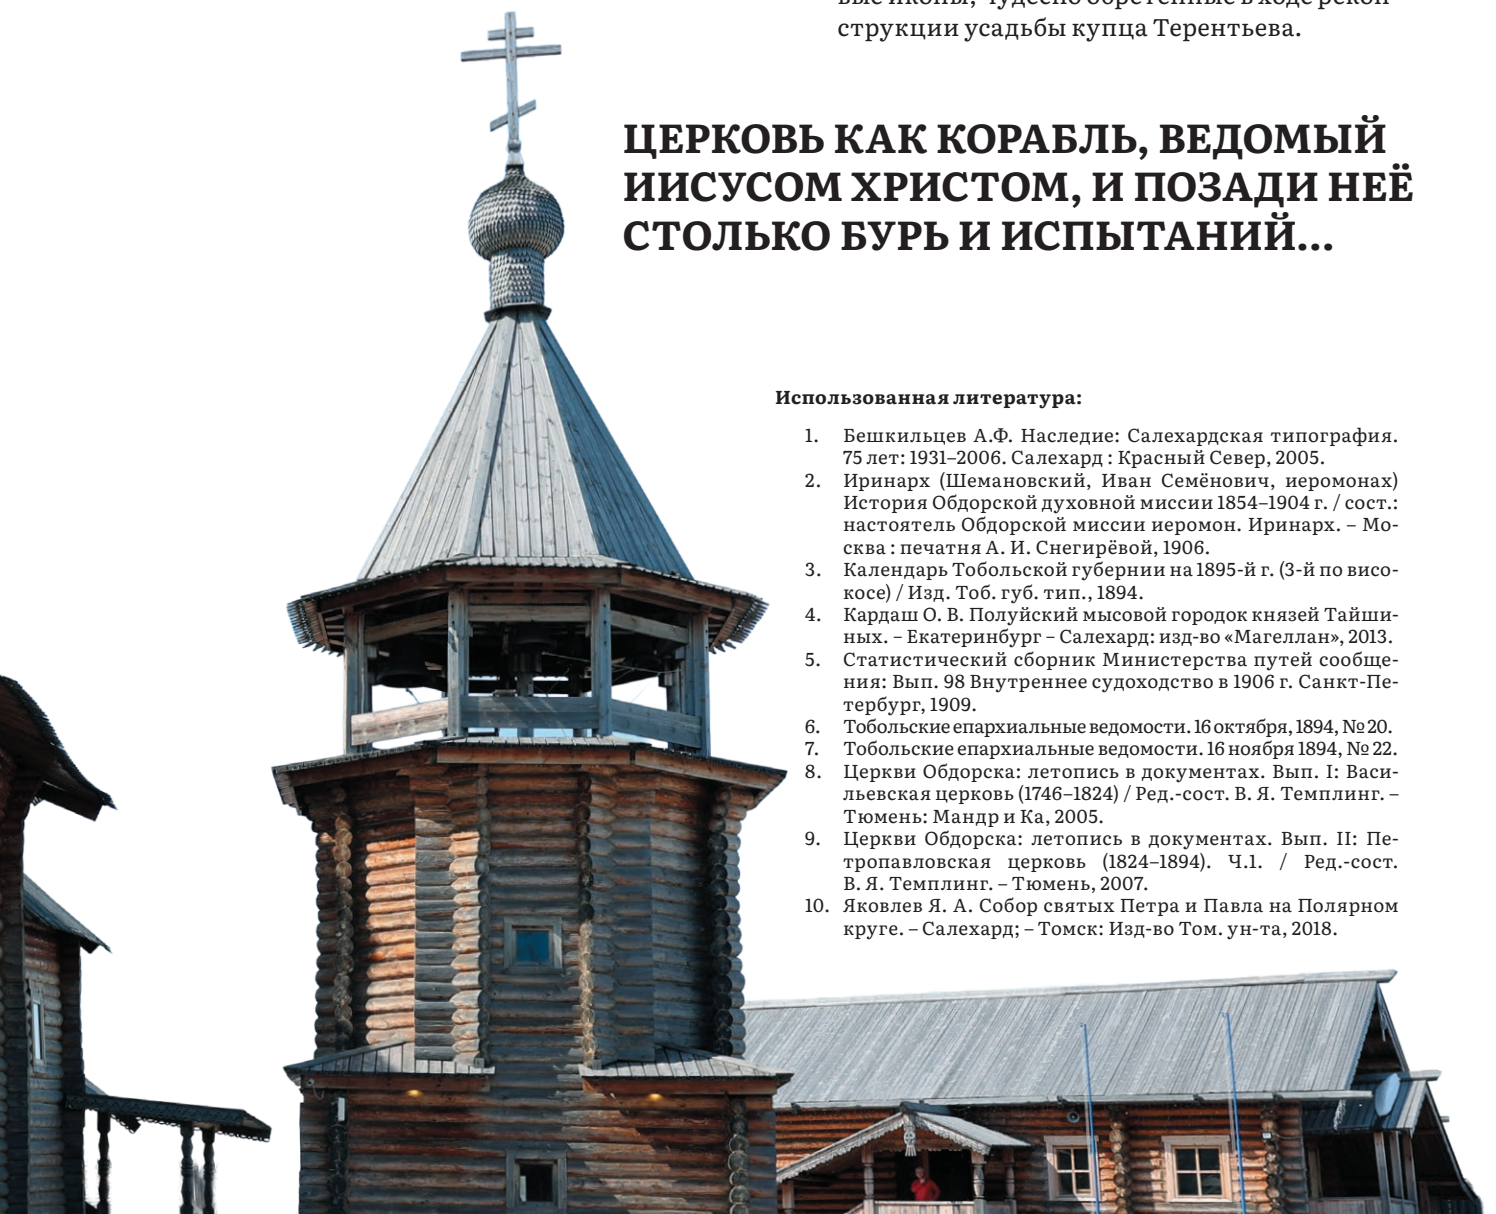 вые иконы, чудесно обретённые в ходе рекон-
струкции усадьбы купца Терентьева.
ЦЕРКОВЬ КАК КОРАБЛЬ, ВЕДОМЫЙ
ИИСУСОМ ХРИСТОМ, И ПОЗАДИ НЕЁ
СТОЛЬКО БУРЬ И ИСПЫТАНИЙ...
Использованная литература:
1. Бешкильцев А.Ф. Наследие: Салехардская типография.
75 лет: 1931–2006. Салехард : Красный Север, 2005.
2. Иринарх (Шемановский, Иван Семёнович, иеромонах)
История Обдорской духовной миссии 1854–1904 г. / сост.:
настоятель Обдорской миссии иеромон. Иринарх. – Мо-
сква : печатня А. И. Снегирёвой, 1906.
3. Календарь Тобольской губернии на 1895-й г. (3-й по висо-
косе) / Изд. Тоб. губ. тип., 1894.
4. Кардаш О. В. Полуйский мысовой городок князей Тайши-
ных. – Екатеринбург – Салехард: изд-во «Магеллан», 2013.
5. Статистический сборник Министерства путей сообще-
ния: Вып. 98 Внутреннее судоходство в 1906 г. Санкт-Пе-
тербург, 1909.
6. Тобольские епархиальные ведомости. 16 октября, 1894, № 20.
7. Тобольские епархиальные ведомости. 16 ноября 1894, № 22.
8. Церкви Обдорска: летопись в документах. Вып. I: Васи-
льевская церковь (1746–1824) / Ред.-сост. В. Я. Темплинг. –
Тюмень: Мандр и Ка, 2005.
9. Церкви Обдорска: летопись в документах. Вып. II: Пе-
тропавловская церковь (1824–1894). Ч.1. / Ред.-сост.
В. Я. Темплинг. – Тюмень, 2007.
10. Яковлев Я. А. Собор святых Петра и Павла на Полярном
круге. – Салехард; – Томск: Изд-во Том. ун-та, 2018.